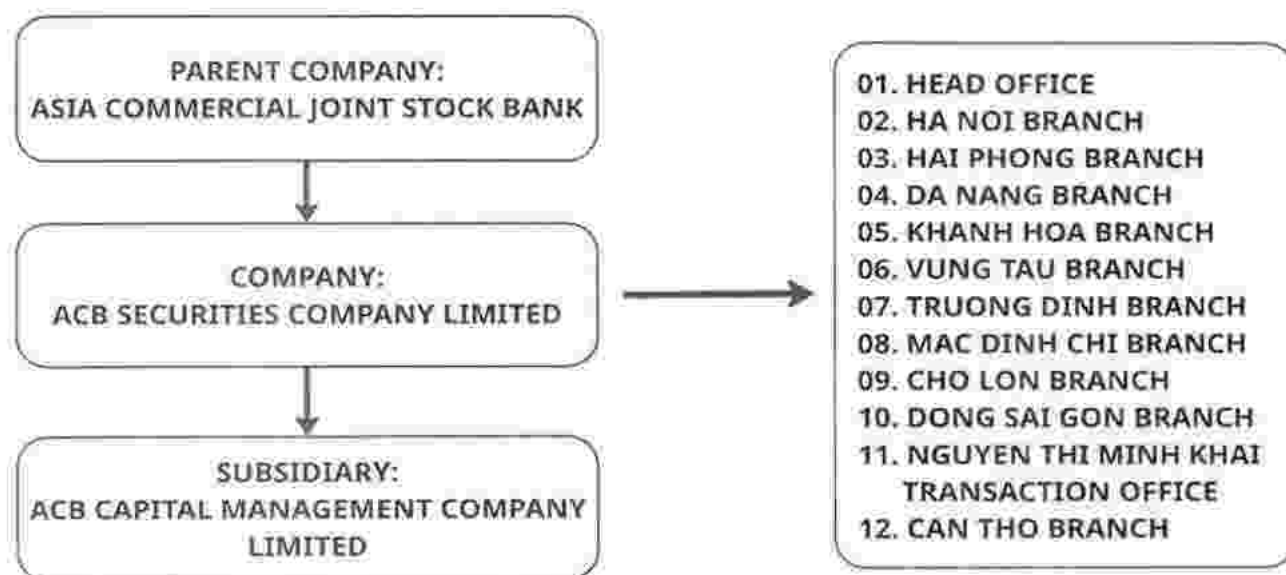 PARENT COMPANY:
ASIA COMMERCIAL JOINT STOCK BANK
COMPANY:
ACB SECURITIES COMPANY LIMITED
SUBSIDIARY:
ACB CAPITAL MANAGEMENT COMPANY
LIMITED
01. HEAD OFFICE
02. HA NOI BRANCH
03. HAI PHONG BRANCH
04. DA NANG BRANCH
05. KHANH HOA BRANCH
06. VUNG TAU BRANCH
07. TRUONG DINH BRANCH
08. MAC DINH CHI BRANCH
09. CHO LON BRANCH
10. DONG SAI GON BRANCH
11. NGUYEN THI MINH KHAI
TRANSACTION OFFICE
12. CAN THO BRANCH